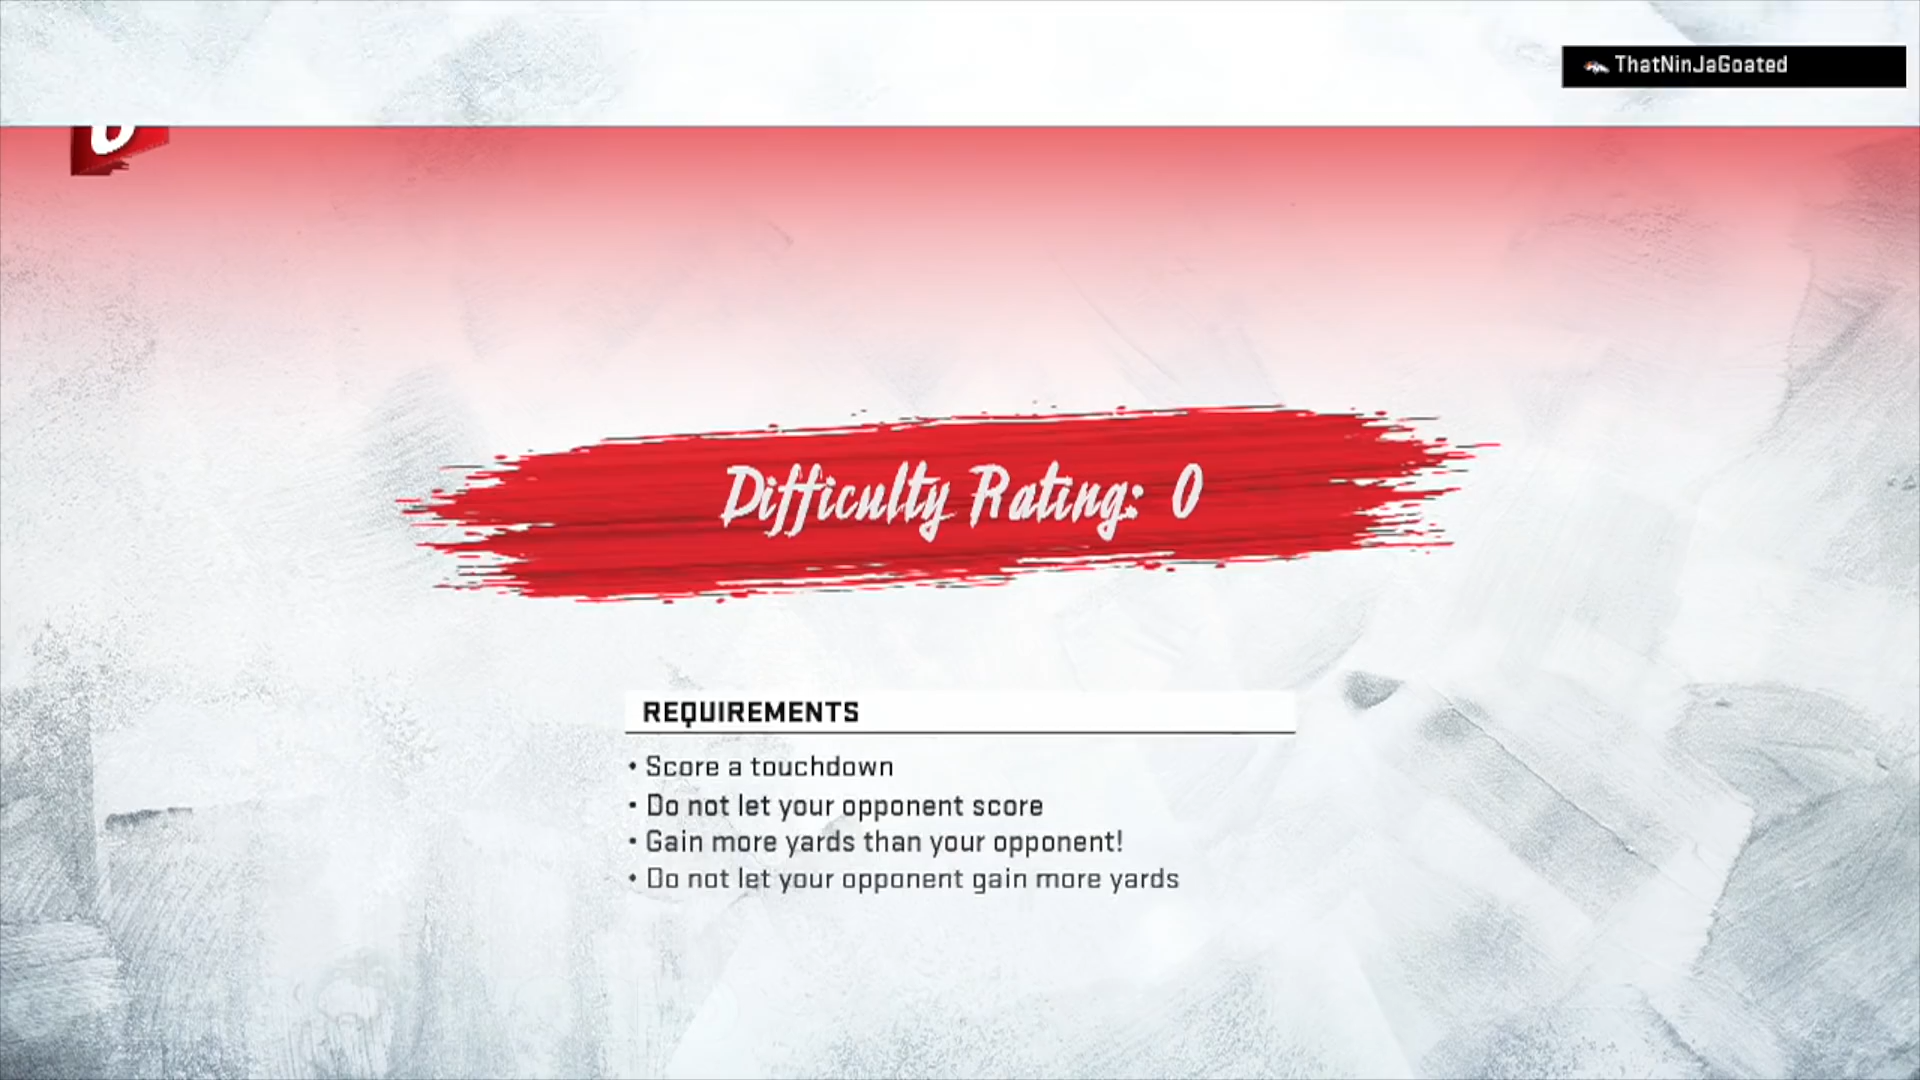 ThatNinJaGoated
Difficulty Rating: 0
REQUIREMENTS
• Score a touchdown
• Do not let your opponent score
• Gain more yards than your opponent!
• Do not let your opponent gain more yards